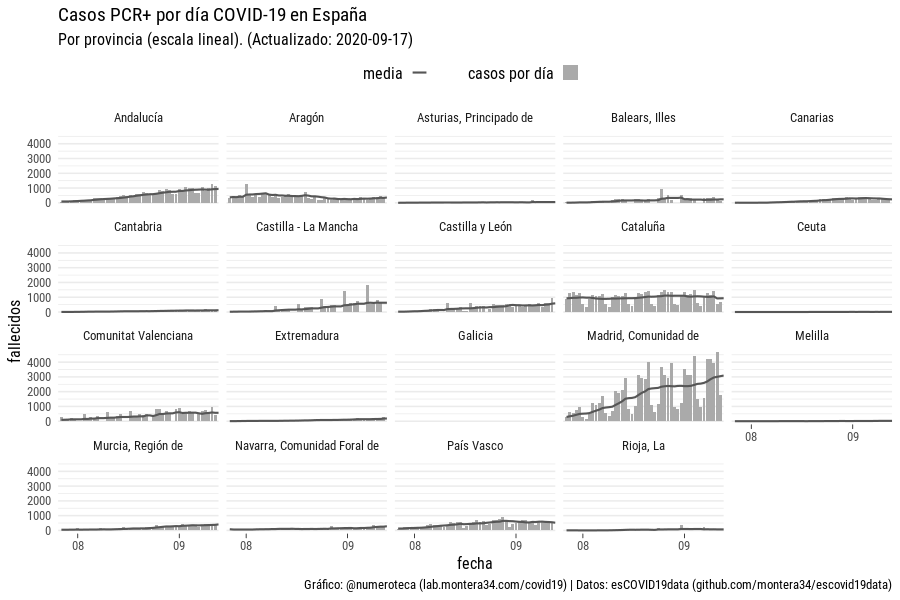 Casos PCR+ por día COVID-19 en España
Por provincia (escala lineal). (Actualizado: 2020-09-17)
media casos por día
Andalucía Aragón Asturias, Principado de Balears, Illes Canarias
4000
3000
2000
1000
0
Cantabria Castilla - La Mancha Castilla y León Cataluña Ceuta
4000
3000
2000
1000
0
fallecidos
Comunitat Valenciana Extremadura Galicia Madrid, Comunidad de Melilla
4000
3000
2000
1000
0
08 09
Murcia, Región de Navarra, Comunidad Foral de País Vasco Rioja, La
4000
3000
2000
1000
0
08 09 08 09 08 09 08 09
fecha
Gráfico: @numeroteca (lab.montera34.com/covid19) | Datos: esCOVID19data (github.com/montera34/escovid19data)